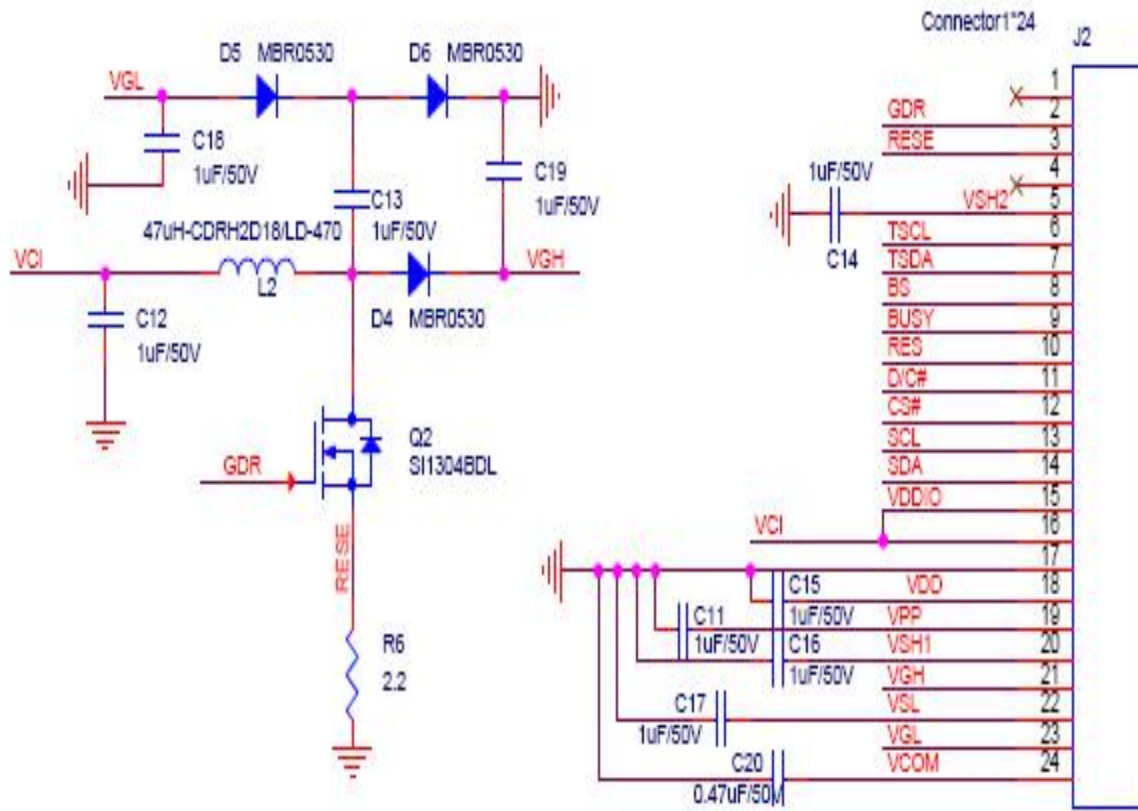 Connector1*24
J2
D5 MBR0530
D6 MBR0530
VGL
C18
1uF/50V
C13
1uF/50V
C19
1uF/50V
47uH-CDRH2D18/LD-470
VCI
L2
VGH
C12
1uF/50V
D4 MBR0530
Q2
SI1304BDL
GDR
RESE
R6
2.2
1
GDR 2
RESE 3
4
1uF/50V
C14
VSH2 5
TSCL 6
TSDA 7
BS 8
BUSY 9
RES 10
D/C# 11
CS# 12
SCL 13
SDA 14
VDDIO 15
VCI 16
17
C15
1uF/50V
VDD 18
C11
1uF/50V
VPP 19
C16
1uF/50V
VSH1 20
VGH 21
C17
1uF/50V
VSL 22
VGL 23
C20
0.47uF/50V
VCOM 24